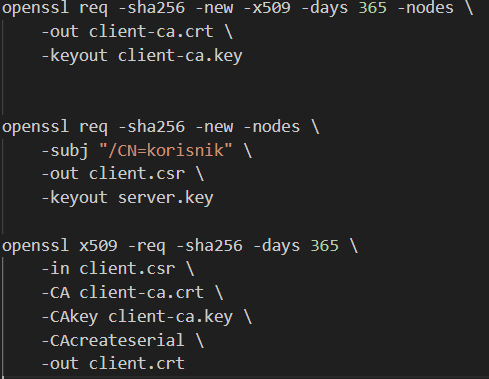 openssl req -sha256 -new -x509 -days 365 -nodes \
-out client-ca.crt \
-keyout client-ca.key
openssl req -sha256 -new -nodes \
-subj "/CN=korisnik" \
-out client.csr \
-keyout server.key
openssl x509 -req -sha256 -days 365 \
-in client.csr \
-CA client-ca.crt \
-CAkey client-ca.key \
-CAcreateserial \
-out client.crt